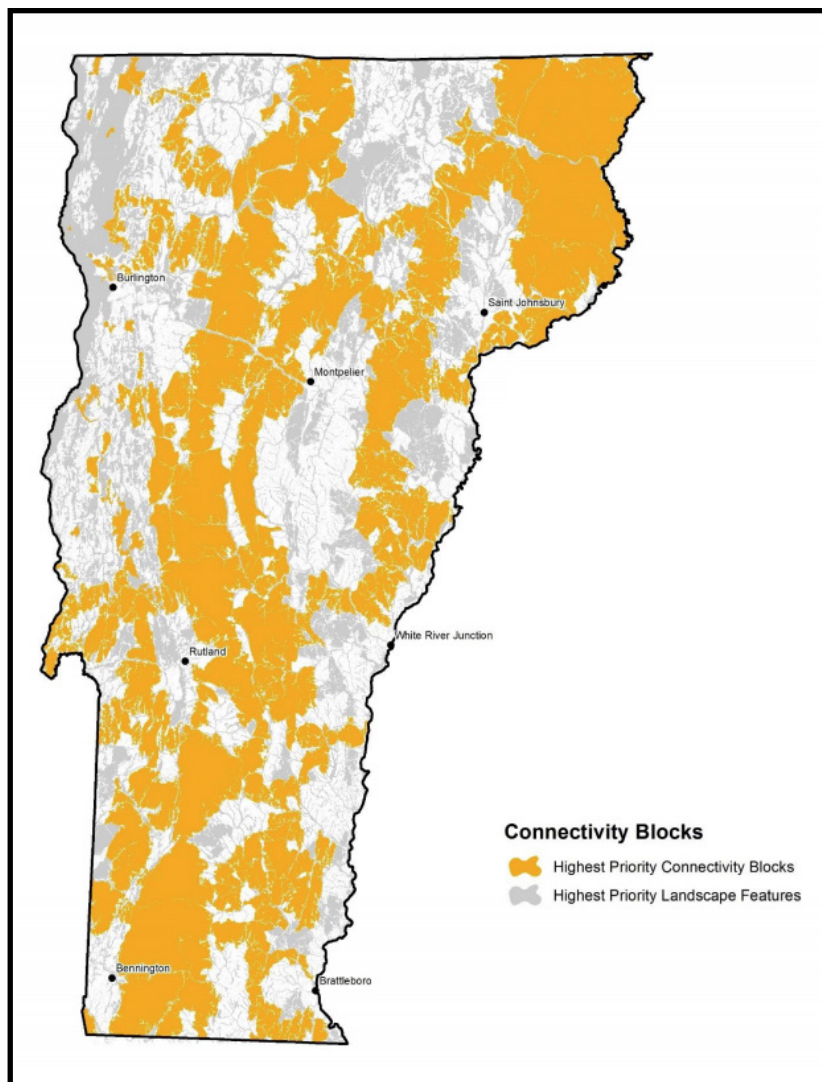 Burlington
Saint Johnsbury
Montpelier
White River Junction
Rutland
Connectivity Blocks
Highest Priority Connectivity Blocks
Highest Priority Landscape Features
Bennington
Brattleboro